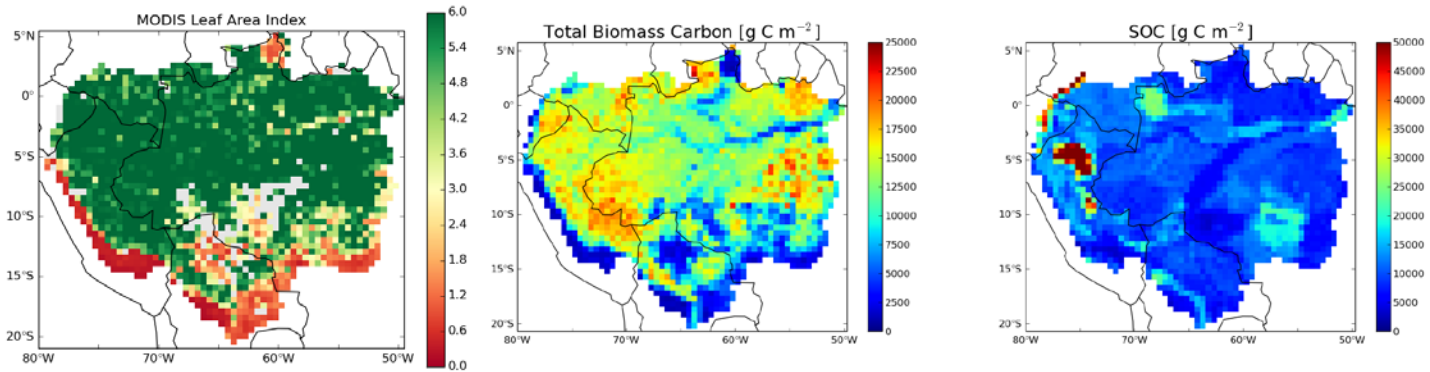 MODIS Leaf Area Index
5°N
0°
5°S
10°S
15°S
20°S
80°W
70°W
60°W
50°W
6.0
5.4
4.8
4.2
3.6
3.0
2.4
1.8
1.2
0.6
0.0
Total Biomass Carbon [g C m⁻²]
5°N
0°
5°S
10°S
15°S
20°S
80°W
70°W
60°W
50°W
25000
22500
20000
17500
15000
12500
10000
7500
5000
2500
0
SOC [g C m⁻²]
5°N
0°
5°S
10°S
15°S
20°S
80°W
70°W
60°W
50°W
50000
45000
40000
35000
30000
25000
20000
15000
10000
5000
0